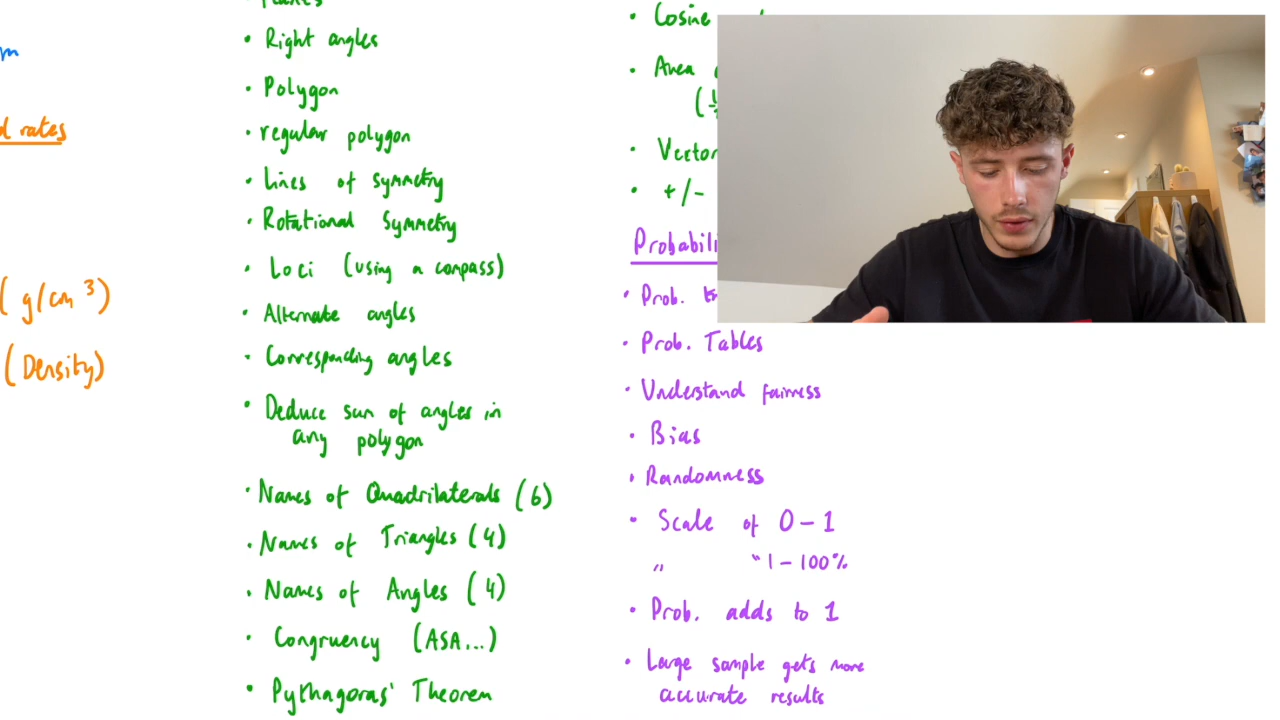 m
d rates
( g/cm³)
(Density)
• Right angles
• Polygon
• regular polygon
• Lines of symmetry
• Rotational Symmetry
• Loci (using a compass)
• Alternate angles
• Corresponding angles
• Deduce sum of angles in
any polygon
• Names of Quadrilaterals (6)
• Names of Triangles (4)
• Names of Angles (4)
• Congruency (ASA...)
• Pythagoras' Theorem
• Cosine
• Area
• Vector
• +/-
Probabili
• Prob.
• Prob. Tables
• Understand fairness
• Bias
• Randomness
• Scale of 0-1
" "1-100%
• Prob. adds to 1
• Large sample gets more
accurate results